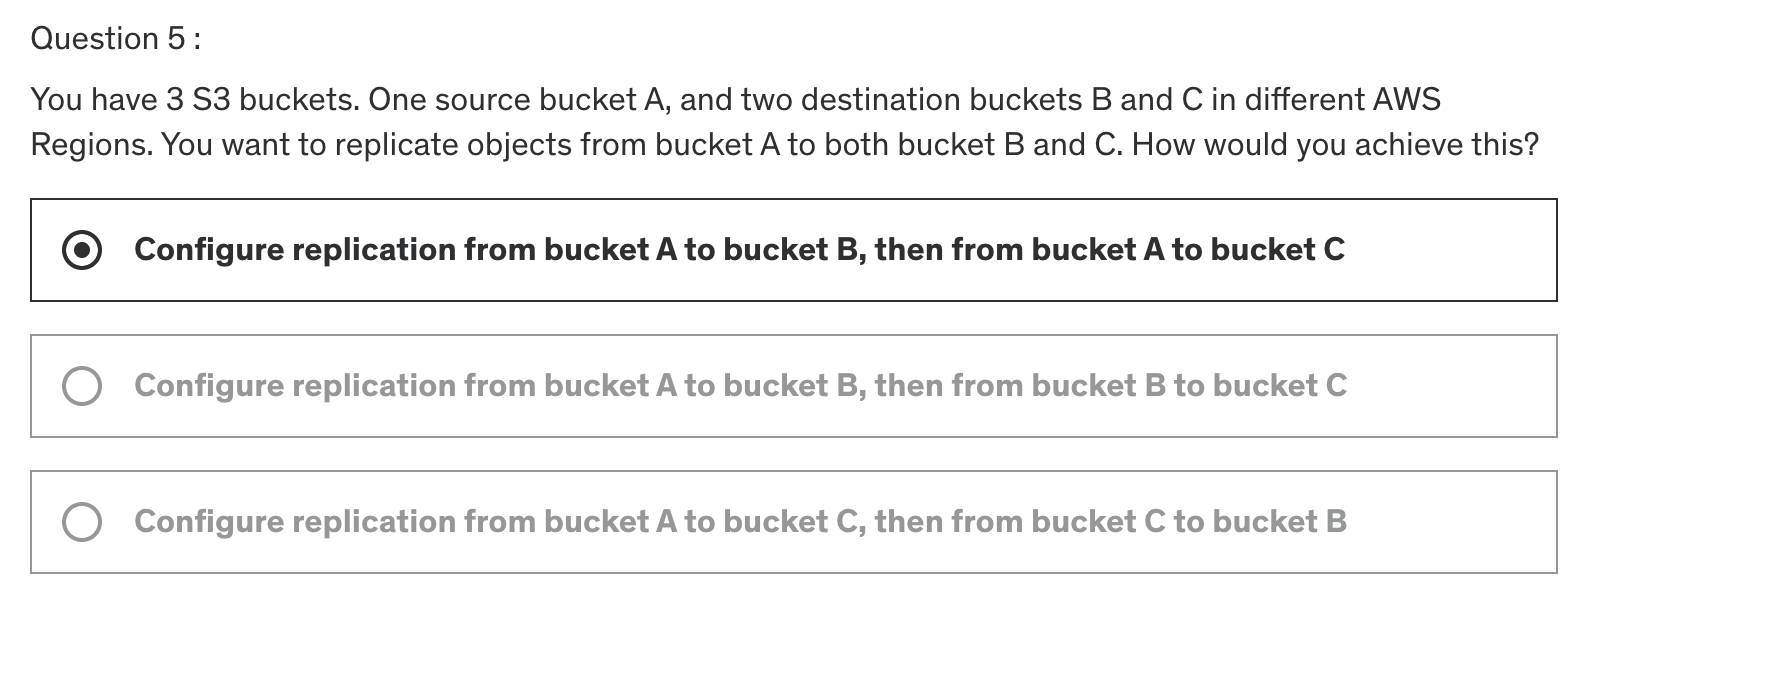 Question 5 :
You have 3 S3 buckets. One source bucket A, and two destination buckets B and C in different AWS
Regions. You want to replicate objects from bucket A to both bucket B and C. How would you achieve this?
Configure replication from bucket A to bucket B, then from bucket A to bucket C
Configure replication from bucket A to bucket B, then from bucket B to bucket C
Configure replication from bucket A to bucket C, then from bucket C to bucket B